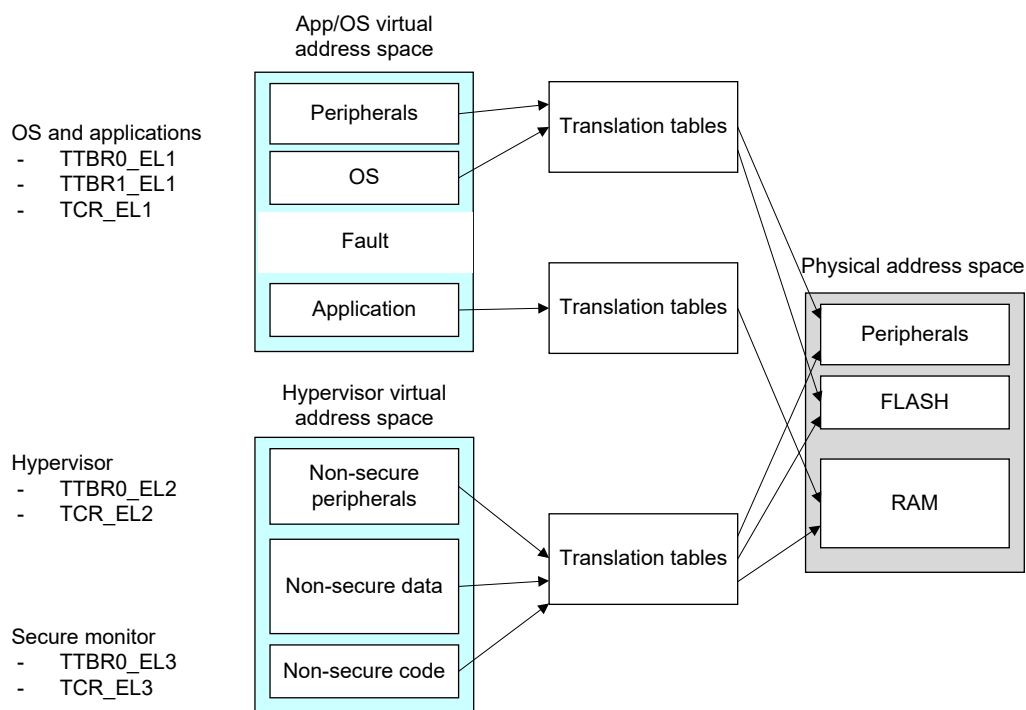 App/OS virtual
address space
OS and applications
- TTBR0_EL1
- TTBR1_EL1
- TCR_EL1
Peripherals
OS
Fault
Application
Translation tables
Translation tables
Physical address space
Peripherals
FLASH
RAM
Hypervisor virtual
address space
Hypervisor
- TTBR0_EL2
- TCR_EL2
Non-secure
peripherals
Non-secure data
Non-secure code
Translation tables
Secure monitor
- TTBR0_EL3
- TCR_EL3